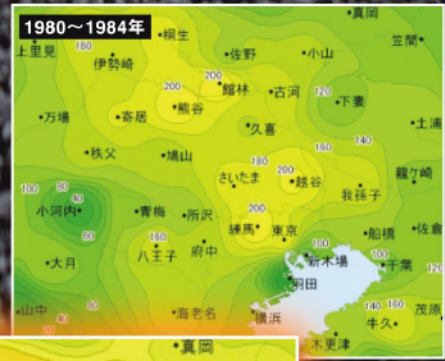 1980～1984年
真岡
桐生
180
上里見
佐野
小山
笠間
伊勢崎
200
200
館林
古河
120
下妻
熊谷
万場
寄居
久喜
土浦
秩父
鳩山
160
140
180
さいたま
200
越谷
龍ケ崎
我孫子
100
80
40
小河内
青梅
所沢
200
練馬
東京
佐倉
60
160
八王子
府中
船橋
100
新木場
100
千葉
大月
120
羽田
山中
40
20
60
80
海老名
横浜
140
160
茂原
牛久
木更津
真岡